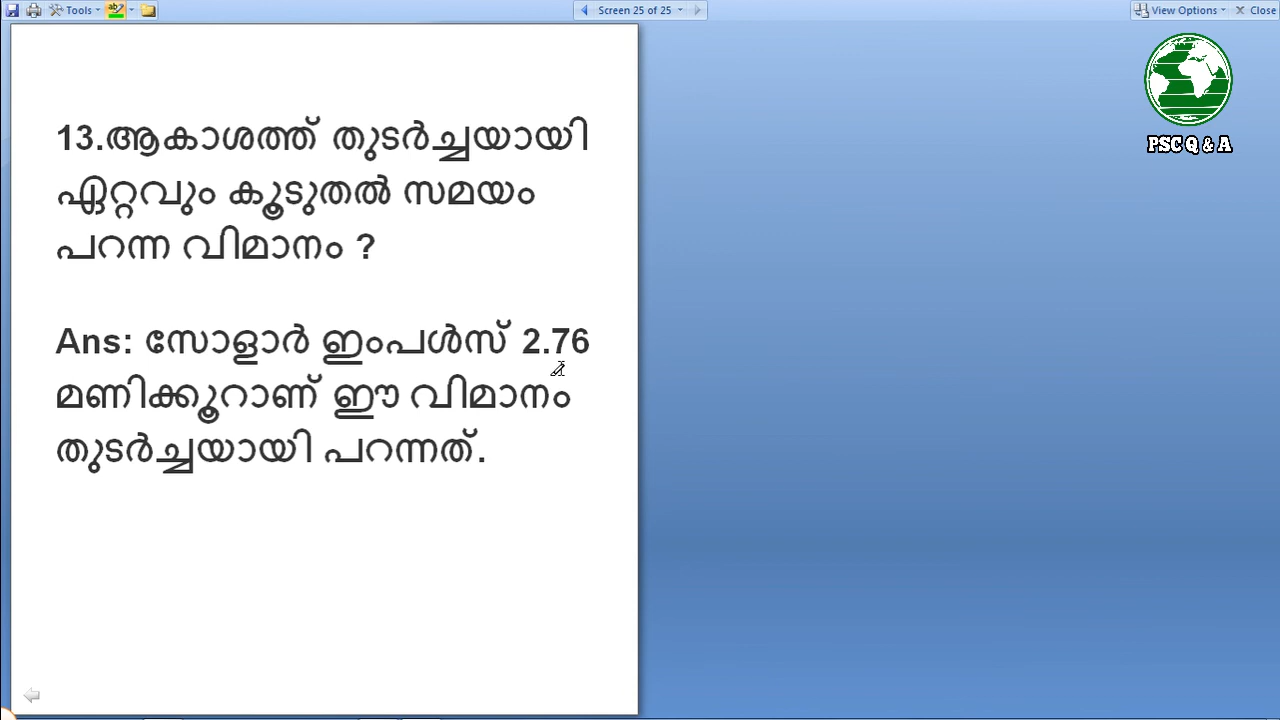 Tools
Screen 25 of 25
View Options
Close
PSC Q & A
13.ആകാശത്ത് തുടർച്ചയായി
ഏറ്റവും കൂടുതൽ സമയം
പറന്ന വിമാനം ?
Ans: സോളാർ ഇംപൾസ് 2.76
മണിക്കൂറാണ് ഈ വിമാനം
തുടർച്ചയായി പറന്നത്.